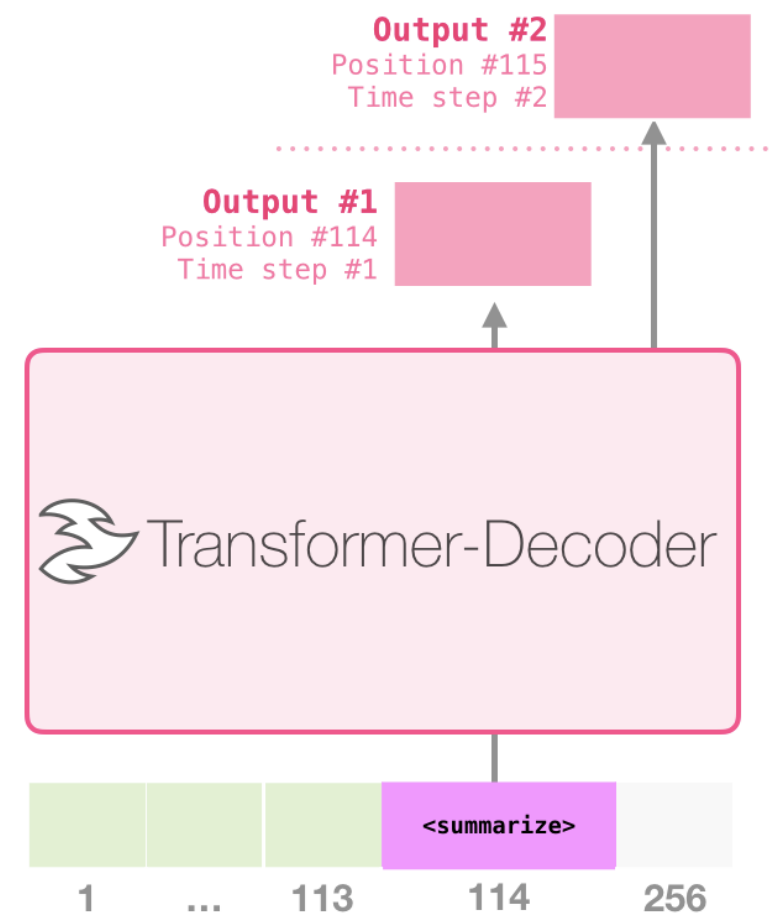 Output #2
Position #115
Time step #2
Output #1
Position #114
Time step #1
Transformer-Decoder
<summarize>
1 ... 113 114 256